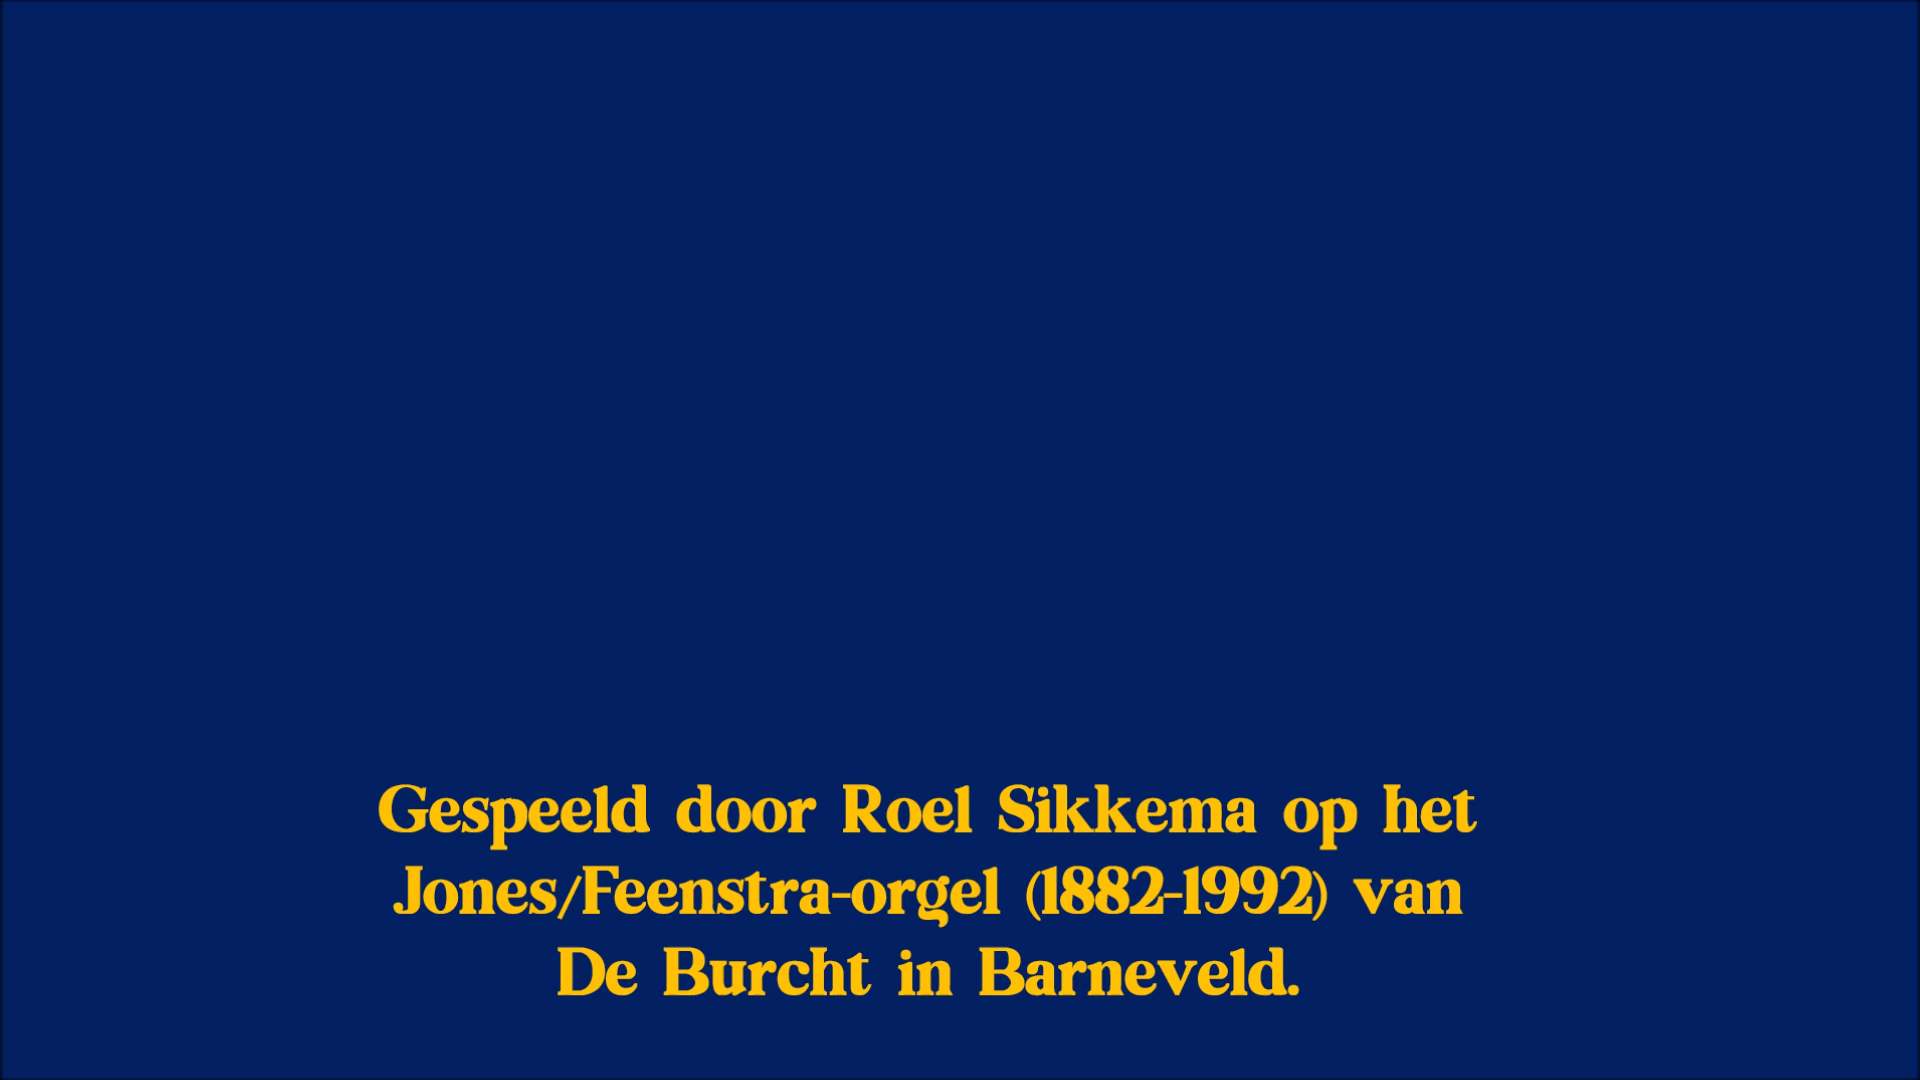 Gespeeld door Roel Sikkema op het
Jones/Feenstra-orgel (1882-1992) van
De Burcht in Barneveld.